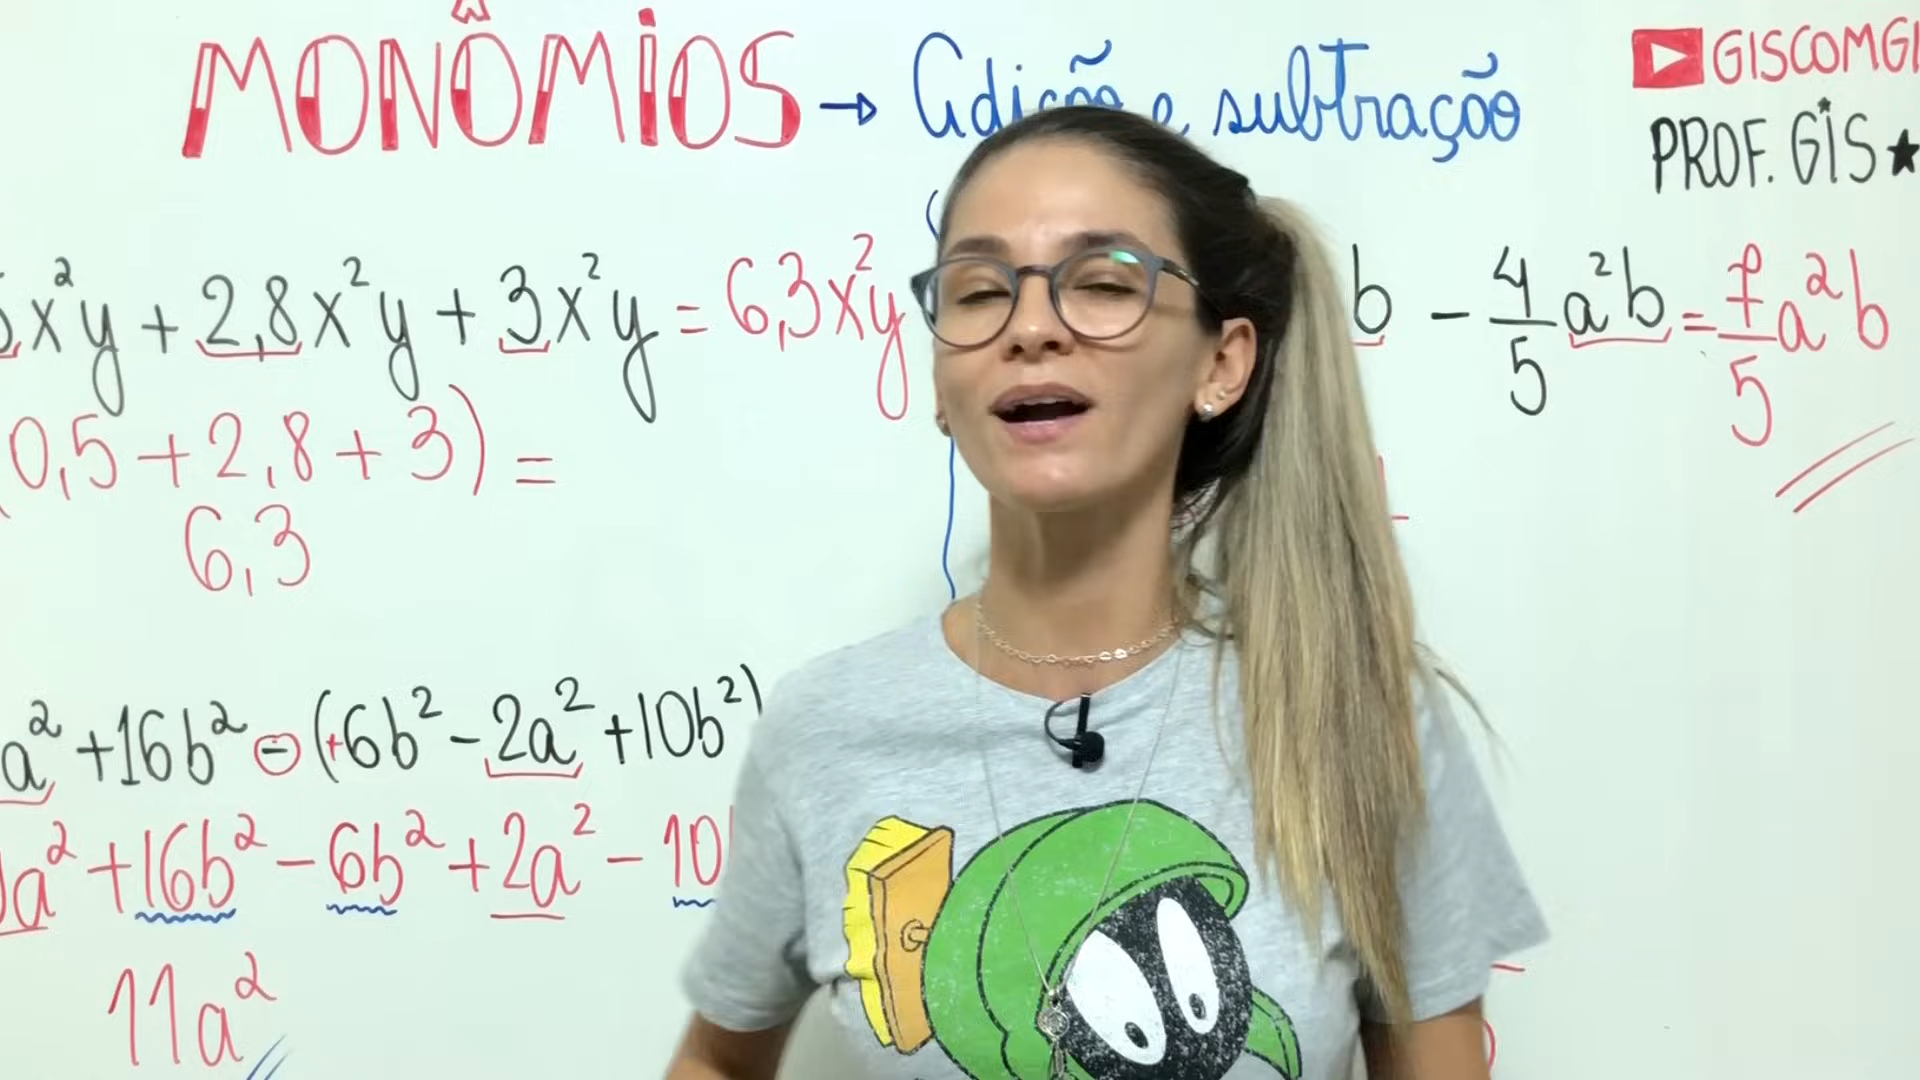 MONÔMIOS → Adição e subtração
GISCOMGI
PROF. GIS★
5x²y + 2,8x²y + 3x²y = 6,3x²y
b - 4/5 a²b = 7/5 a²b
(0,5 + 2,8 + 3) =
6,3
a² + 16b² - (+6b² - 2a² + 10b²)
a² + 16b² - 6b² + 2a² - 10
11a²